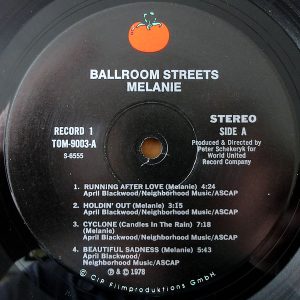 BALLROOM STREETS
MELANIE
RECORD 1
TOM-9003-A
S-6555
STEREO
SIDE A
Produced & Directed by
Peter Schekeryk for
World United
Record Company
1. RUNNING AFTER LOVE (Melanie) 4:24
April Blackwood/Neighborhood Music/ASCAP
2. HOLDIN' OUT (Melanie) 3:15
April Blackwood/Neighborhood Music/ASCAP
3. CYCLONE (Candles In The Rain) 7:18
(Melanie)
April Blackwood/Neighborhood Music/ASCAP
4. BEAUTIFUL SADNESS (Melanie) 5:23
April Blackwood/
Neighborhood Music/ASCAP
℗ & © 1978
© CIP Filmproduktions GmbH